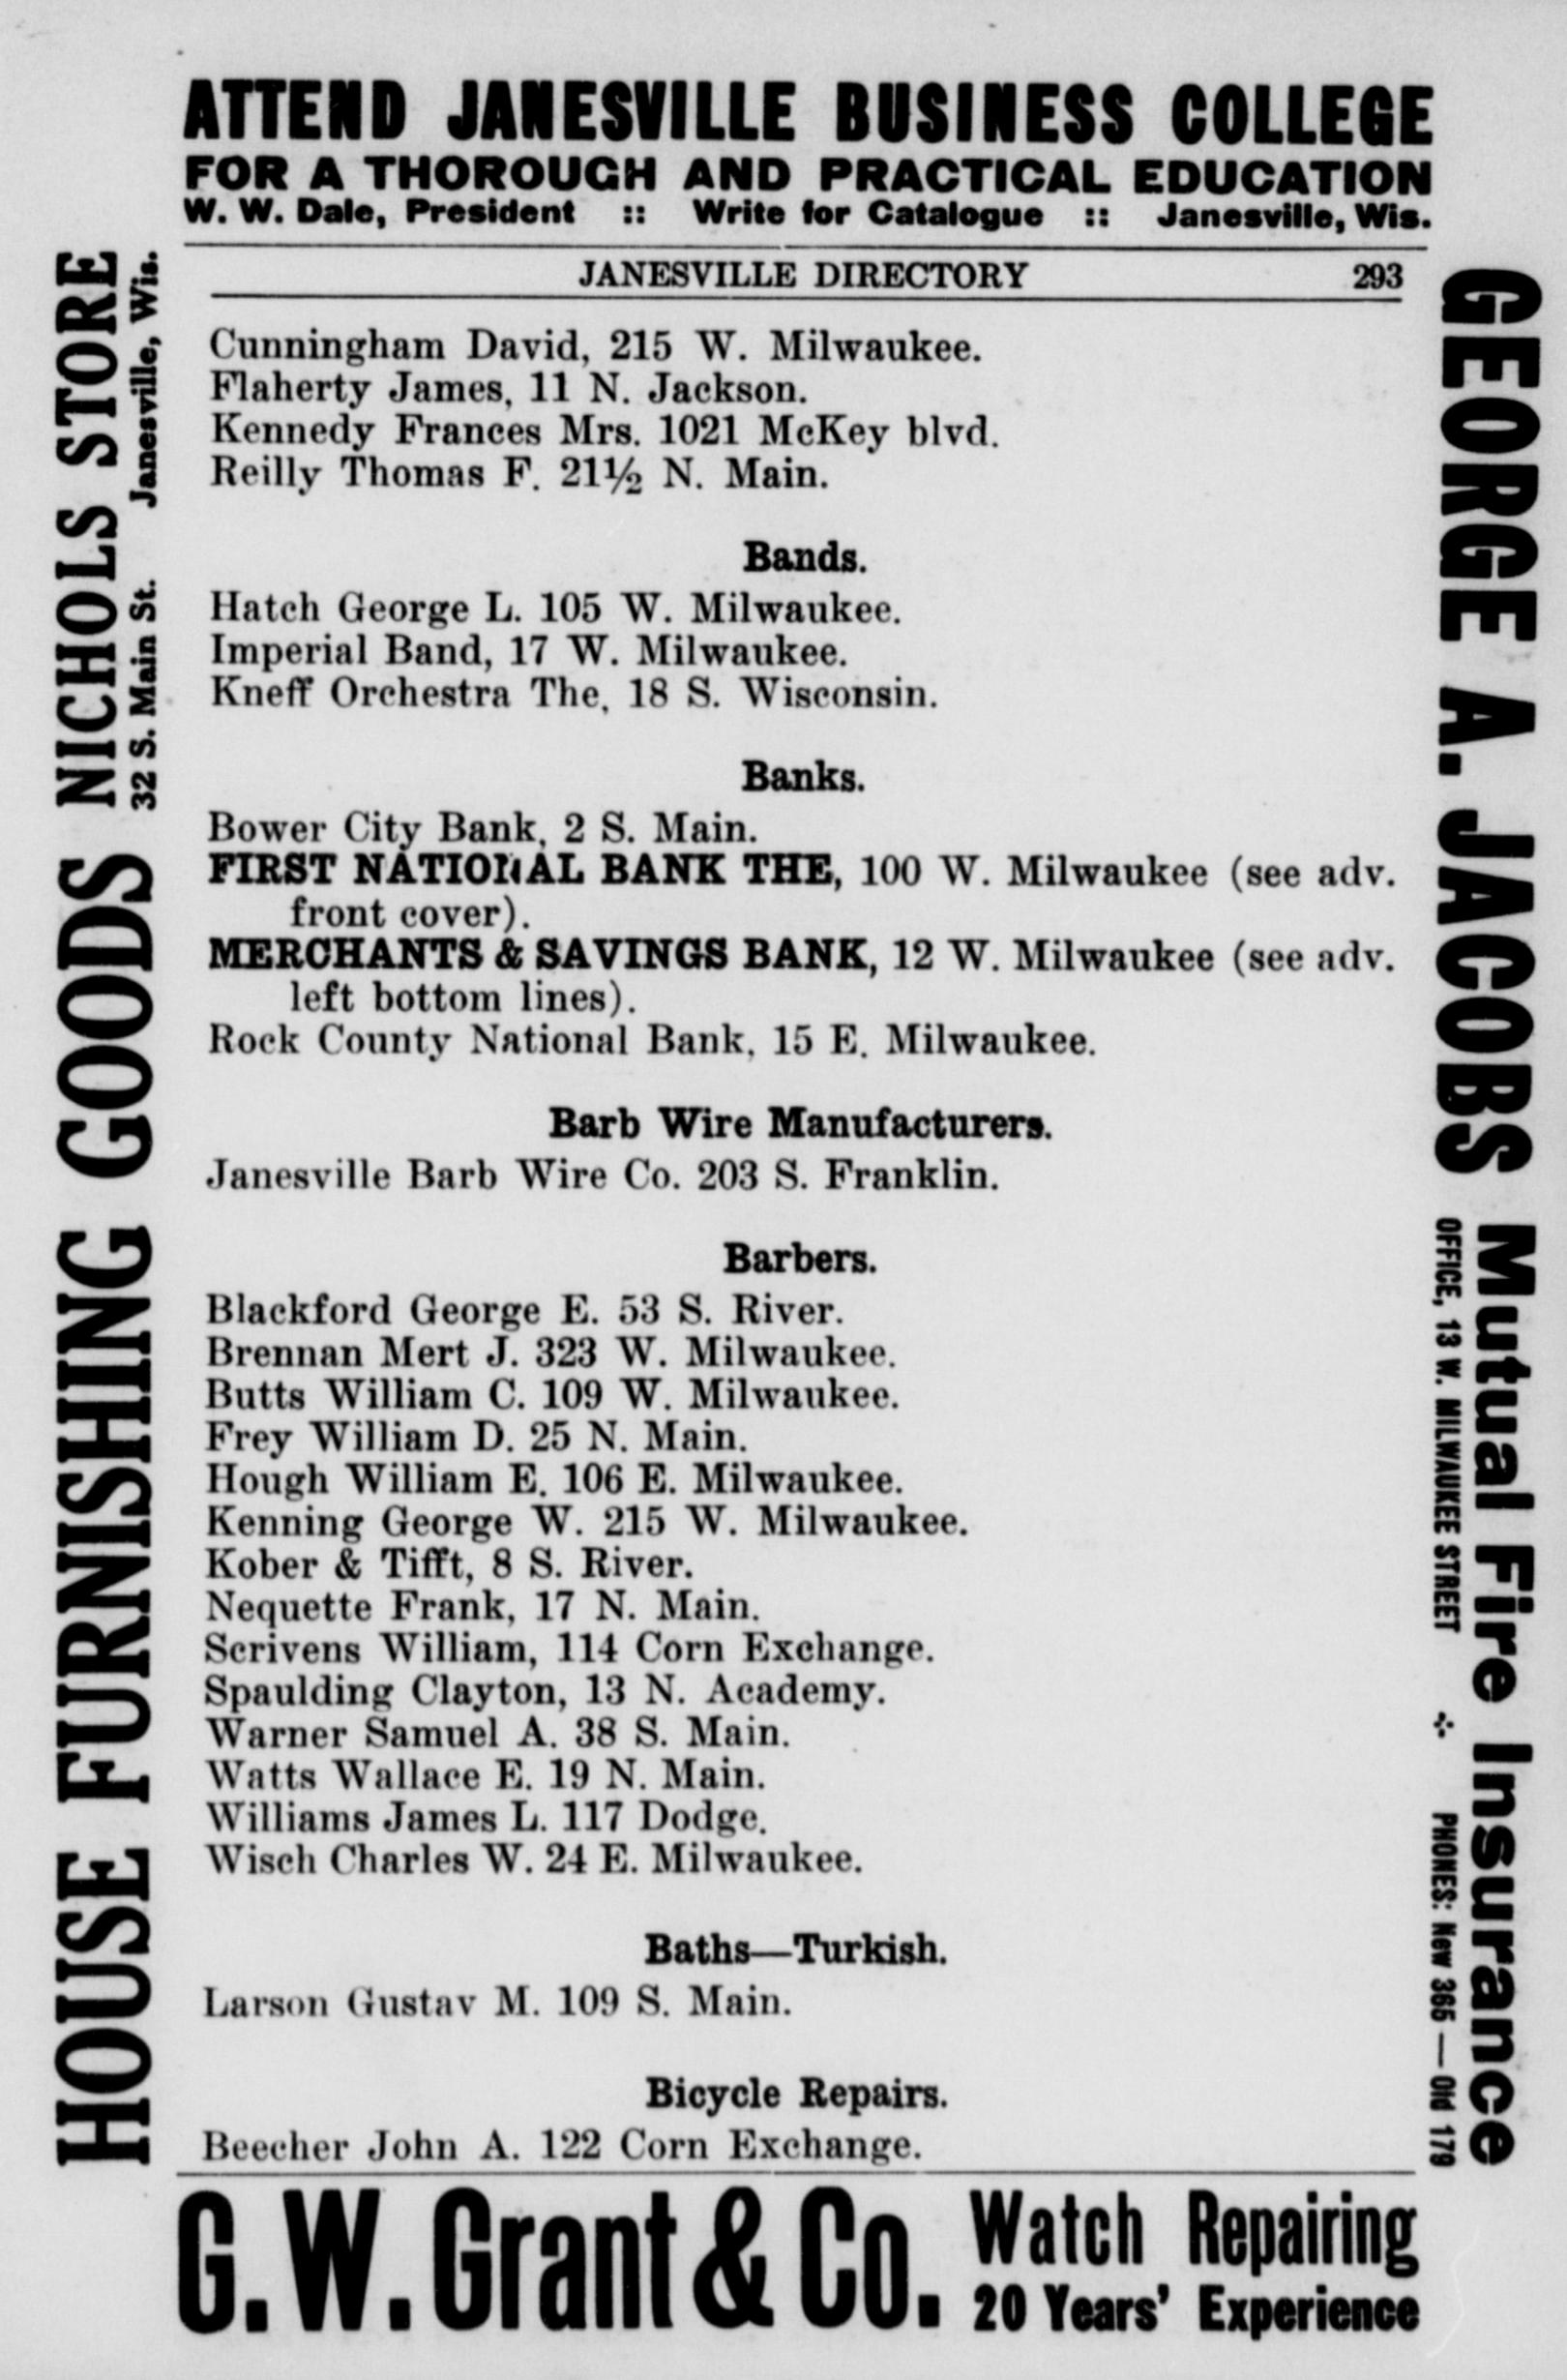 ATTEND JANESVILLE BUSINESS COLLEGE
FOR A THOROUGH AND PRACTICAL EDUCATION
W. W. Dale, President :: Write for Catalogue :: Janesville, Wis.
JANESVILLE DIRECTORY 293
Cunningham David, 215 W. Milwaukee.
Flaherty James, 11 N. Jackson.
Kennedy Frances Mrs. 1021 McKey blvd.
Reilly Thomas F. 21½ N. Main.
Bands.
Hatch George L. 105 W. Milwaukee.
Imperial Band, 17 W. Milwaukee.
Kneff Orchestra The, 18 S. Wisconsin.
Banks.
Bower City Bank, 2 S. Main.
FIRST NATIONAL BANK THE, 100 W. Milwaukee (see adv.
front cover).
MERCHANTS & SAVINGS BANK, 12 W. Milwaukee (see adv.
left bottom lines).
Rock County National Bank, 15 E. Milwaukee.
Barb Wire Manufacturers.
Janesville Barb Wire Co. 203 S. Franklin.
Barbers.
Blackford George E. 53 S. River.
Brennan Mert J. 323 W. Milwaukee.
Butts William C. 109 W. Milwaukee.
Frey William D. 25 N. Main.
Hough William E. 106 E. Milwaukee.
Kenning George W. 215 W. Milwaukee.
Kober & Tifft, 8 S. River.
Nequette Frank, 17 N. Main.
Scrivens William, 114 Corn Exchange.
Spaulding Clayton, 13 N. Academy.
Warner Samuel A. 38 S. Main.
Watts Wallace E. 19 N. Main.
Williams James L. 117 Dodge.
Wisch Charles W. 24 E. Milwaukee.
Baths—Turkish.
Larson Gustav M. 109 S. Main.
Bicycle Repairs.
Beecher John A. 122 Corn Exchange.
HOUSE FURNISHING GOODS NICHOLS STORE
32 S. Main St. Janesville, Wis.
GEORGE A. JACOBS Mutual Fire Insurance
OFFICE, 13 W. MILWAUKEE STREET PHONES: New 365—Old 179
G. W. Grant & Co. Watch Repairing
20 Years' Experience